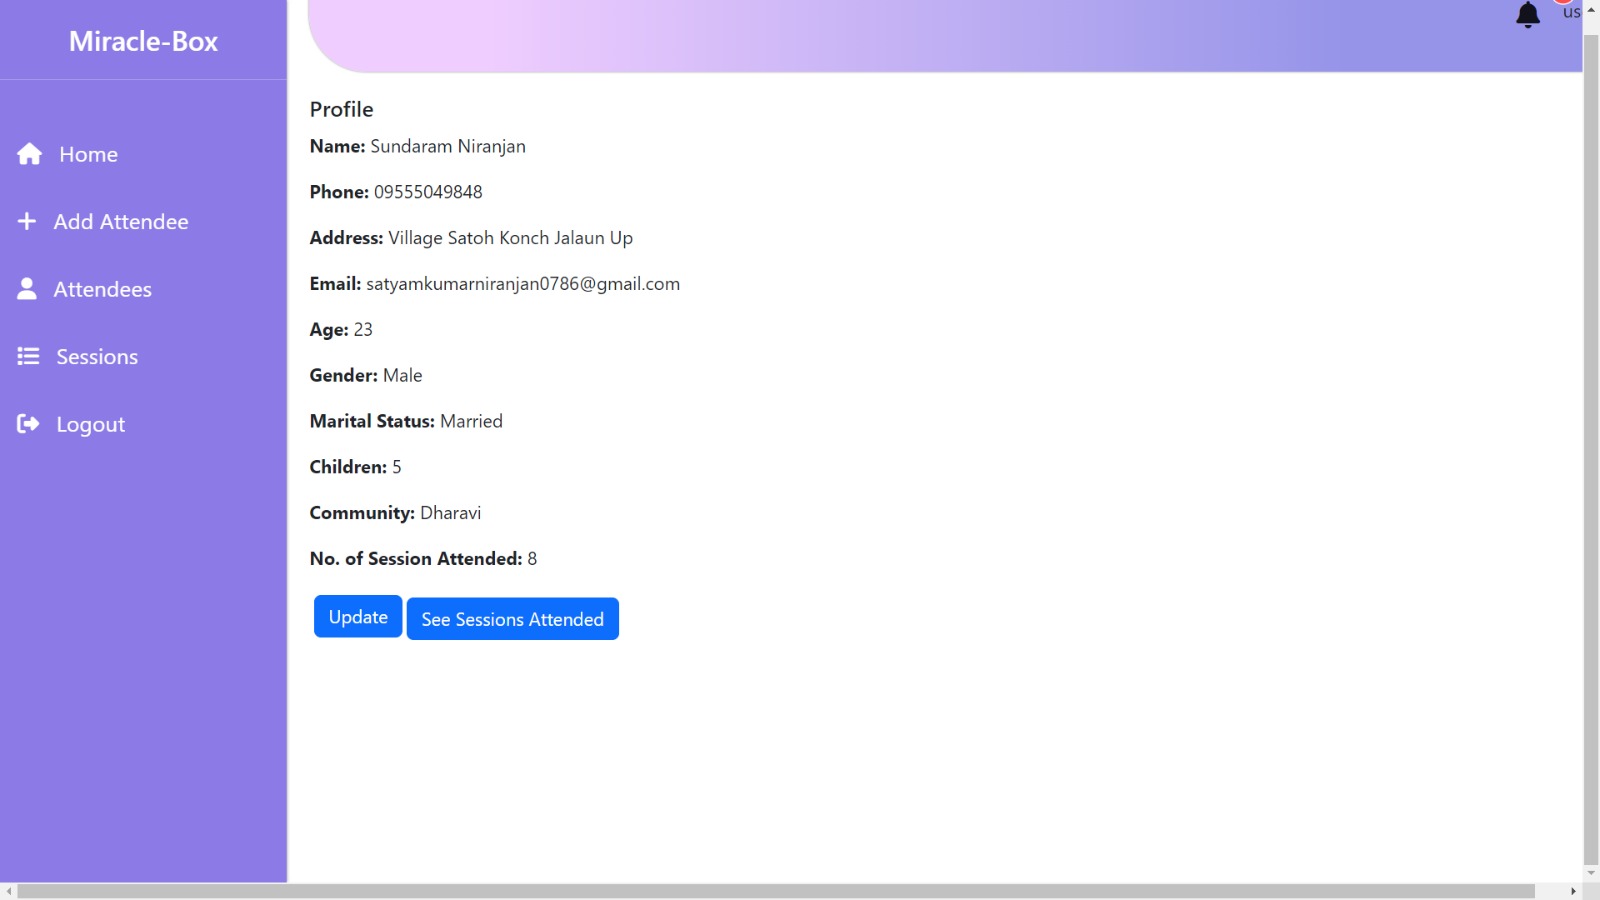 Miracle-Box
us
Home
Add Attendee
Attendees
Sessions
Logout
Profile
Name: Sundaram Niranjan
Phone: 09555049848
Address: Village Satoh Konch Jalaun Up
Email: satyamkumarniranjan0786@gmail.com
Age: 23
Gender: Male
Marital Status: Married
Children: 5
Community: Dharavi
No. of Session Attended: 8
Update
See Sessions Attended